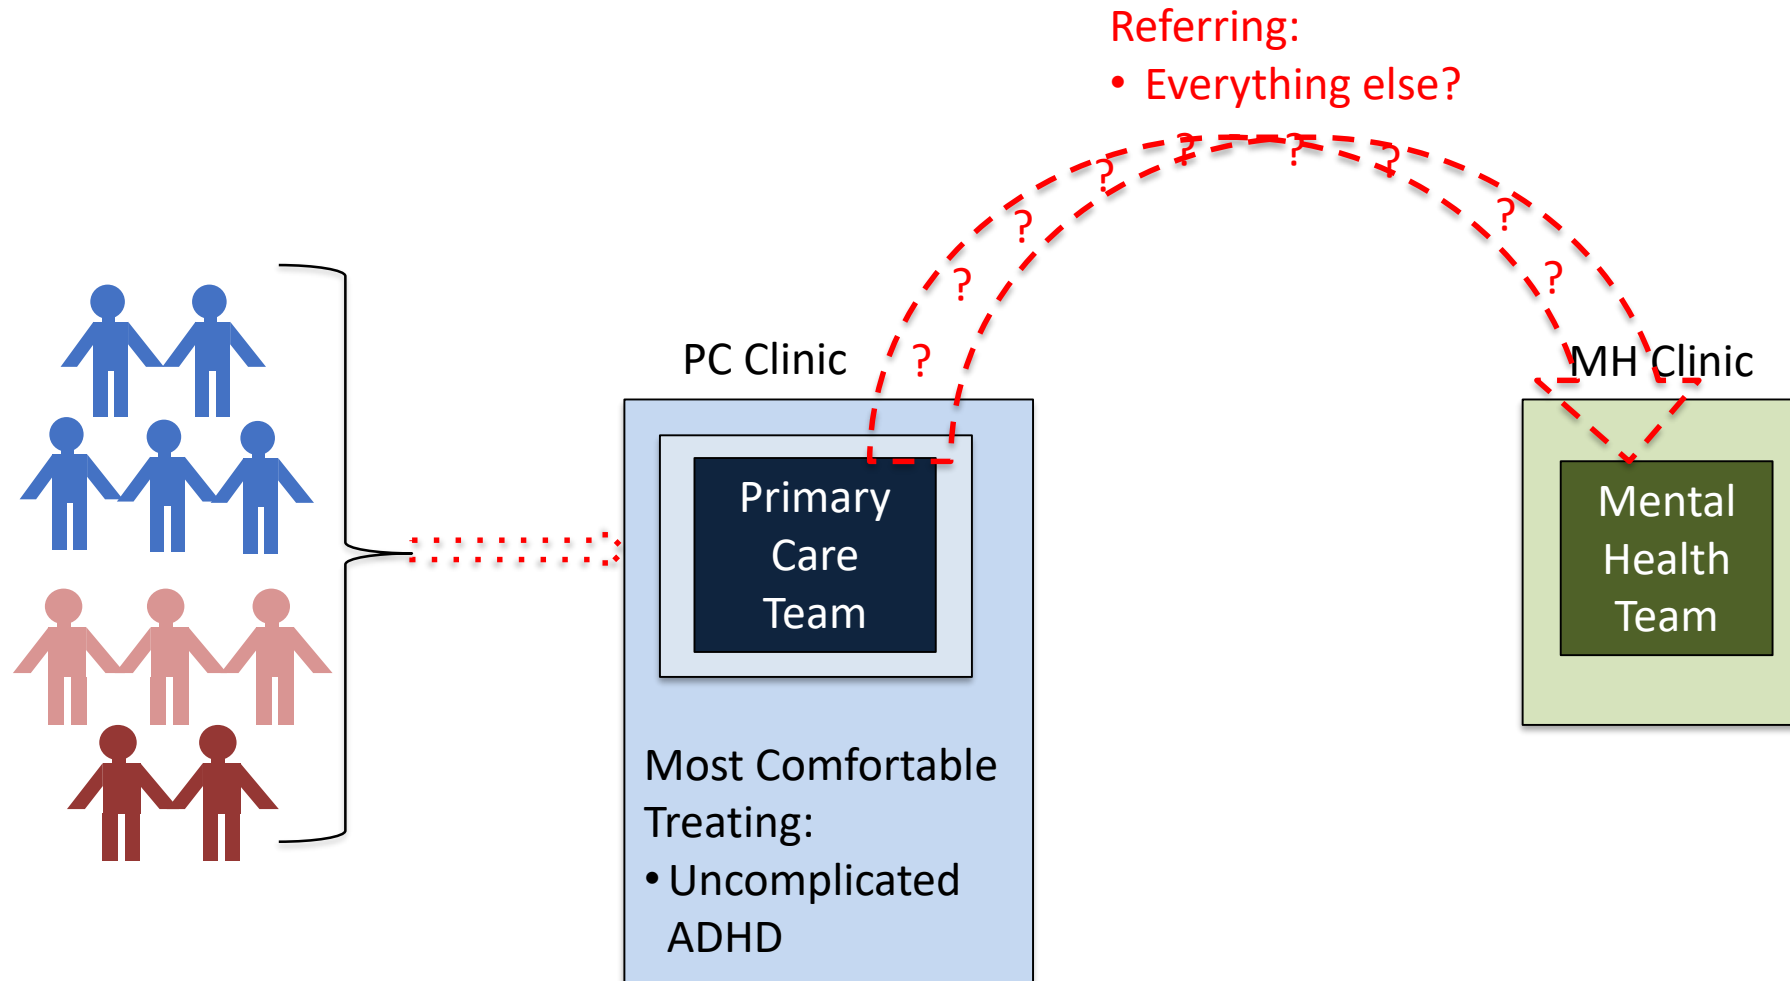 Referring:
• Everything else?
?
?
?
?
?
?
?
?
?
?
PC Clinic
MH Clinic
Primary
Care
Team
Mental
Health
Team
Most Comfortable
Treating:
• Uncomplicated
ADHD